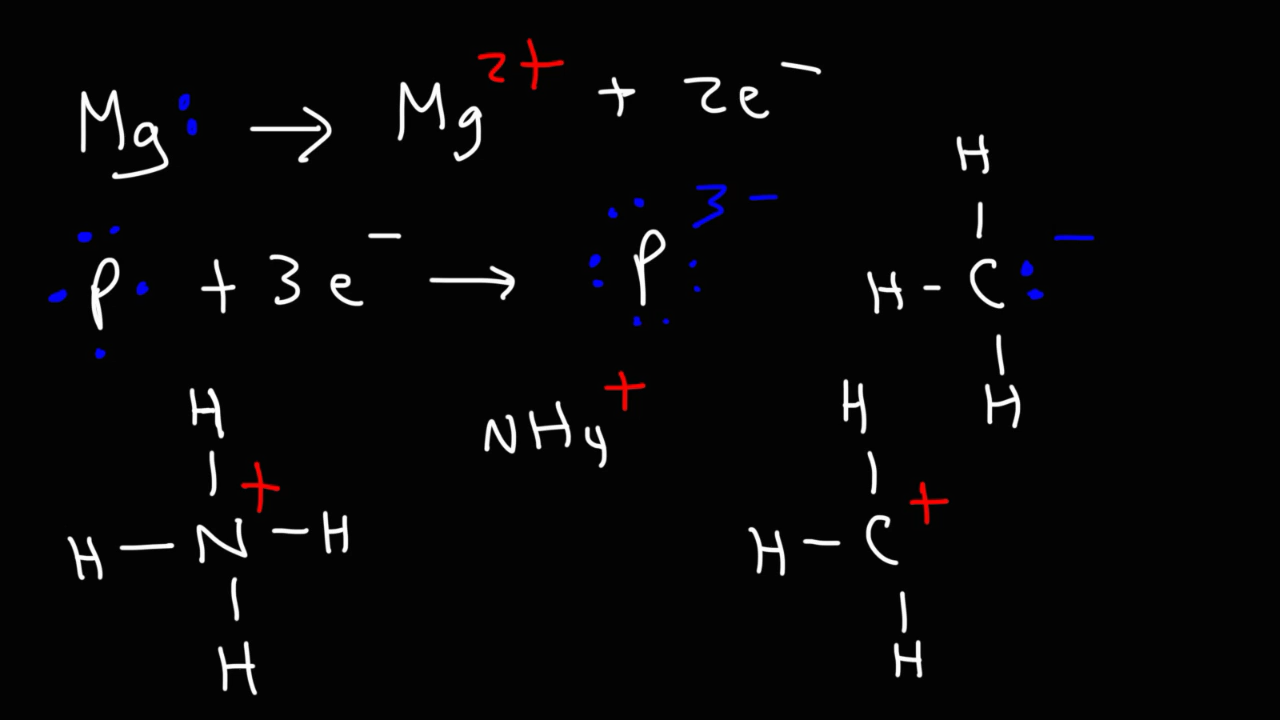 Mg: → Mg²⁺ + 2e⁻
P + 3e⁻ → P³⁻
NH₄⁺
H
H - C: ⁻
H
H
H - N⁺ - H
H
H
H - C⁺
H